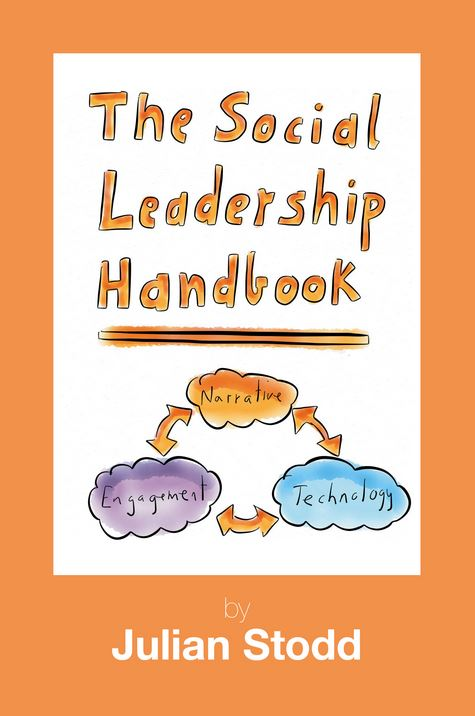 The Social
Leadership
Handbook
Narrative
Engagement
Technology
by
Julian Stodd